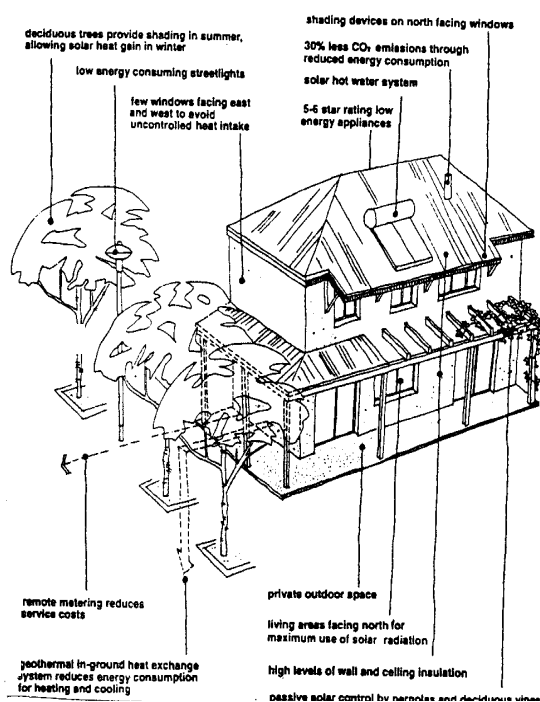 deciduous trees provide shading in summer,
allowing solar heat gain in winter
low energy consuming streetlights
few windows facing east
and west to avoid
uncontrolled heat intake
shading devices on north facing windows
30% less CO₂ emissions through
reduced energy consumption
solar hot water system
5-6 star rating low
energy appliances
remote metering reduces
service costs
geothermal in-ground heat exchange
system reduces energy consumption
for heating and cooling
private outdoor space
living areas facing north for
maximum use of solar radiation
high levels of wall and ceiling insulation
passive solar control by pergolas and deciduous vines